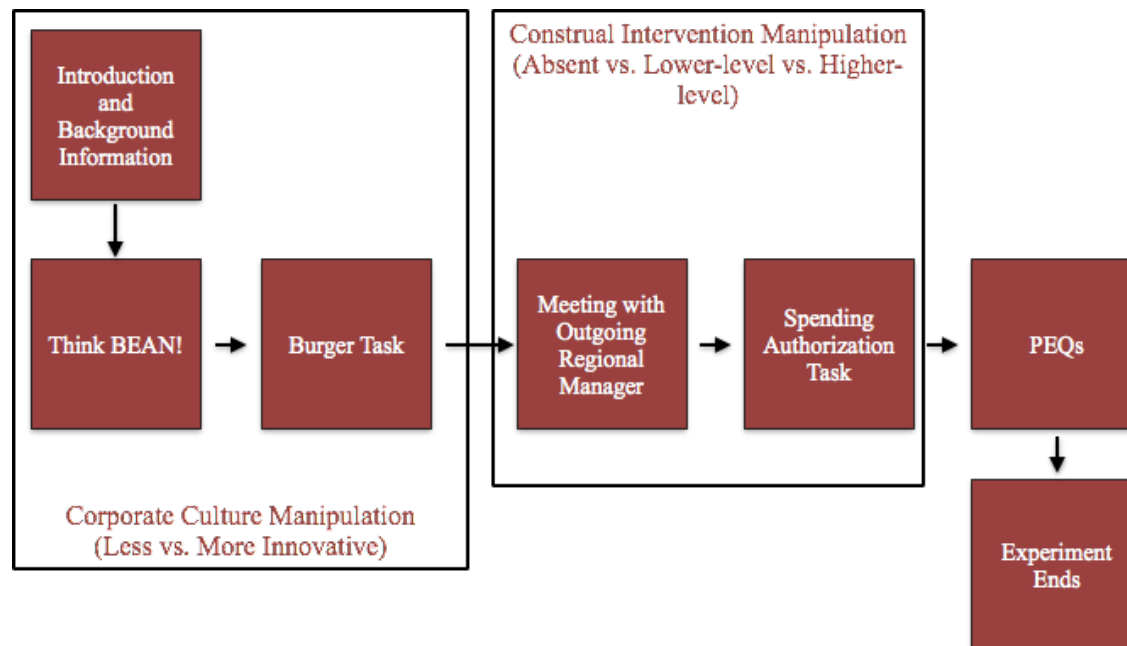 Introduction
and
Background
Information
Think BEAN!
Burger Task
Corporate Culture Manipulation
(Less vs. More Innovative)
Construal Intervention Manipulation
(Absent vs. Lower-level vs. Higher-
level)
Meeting with
Outgoing
Regional
Manager
Spending
Authorization
Task
PEQs
Experiment
Ends